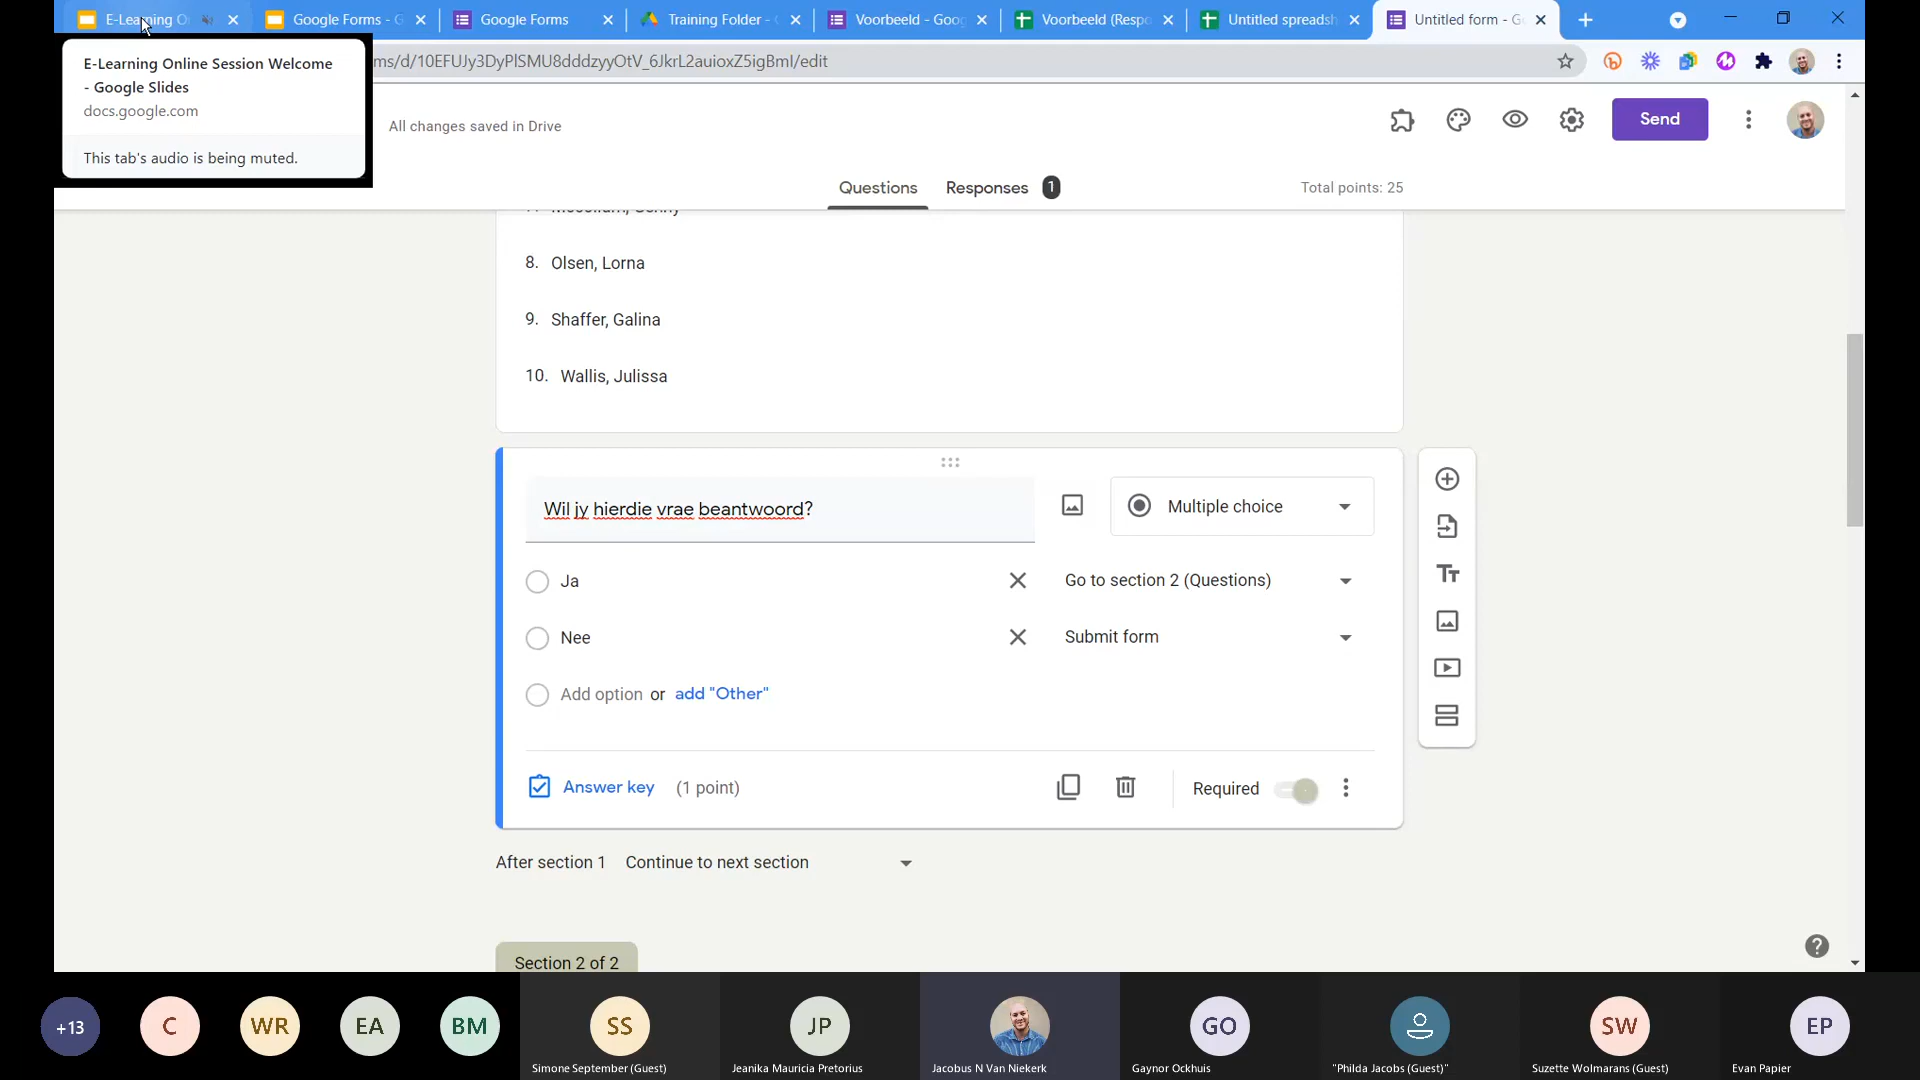 E-Learning O
Google Forms - G
Google Forms
Training Folder -
Voorbeeld - Goog
Voorbeeld (Respo
Untitled spreadsh
Untitled form - G
E-Learning Online Session Welcome
- Google Slides
docs.google.com
This tab's audio is being muted.
ms/d/10EFUJy3DyPlSMU8dddzyyOtV_6JkrL2auioxZ5igBmI/edit
All changes saved in Drive
Send
Questions
Responses 1
Total points: 25
8. Olsen, Lorna
9. Shaffer, Galina
10. Wallis, Julissa
Wil jy hierdie vrae beantwoord?
Multiple choice
Ja
Go to section 2 (Questions)
Nee
Submit form
Add option or add "Other"
Answer key (1 point)
Required
After section 1 Continue to next section
Section 2 of 2
+13
C
WR
EA
BM
SS
JP
GO
SW
EP
Simone September (Guest)
Jeanika Mauricia Pretorius
Jacobus N Van Niekerk
Gaynor Ockhuis
"Philda Jacobs (Guest)"
Suzette Wolmarans (Guest)
Evan Papier